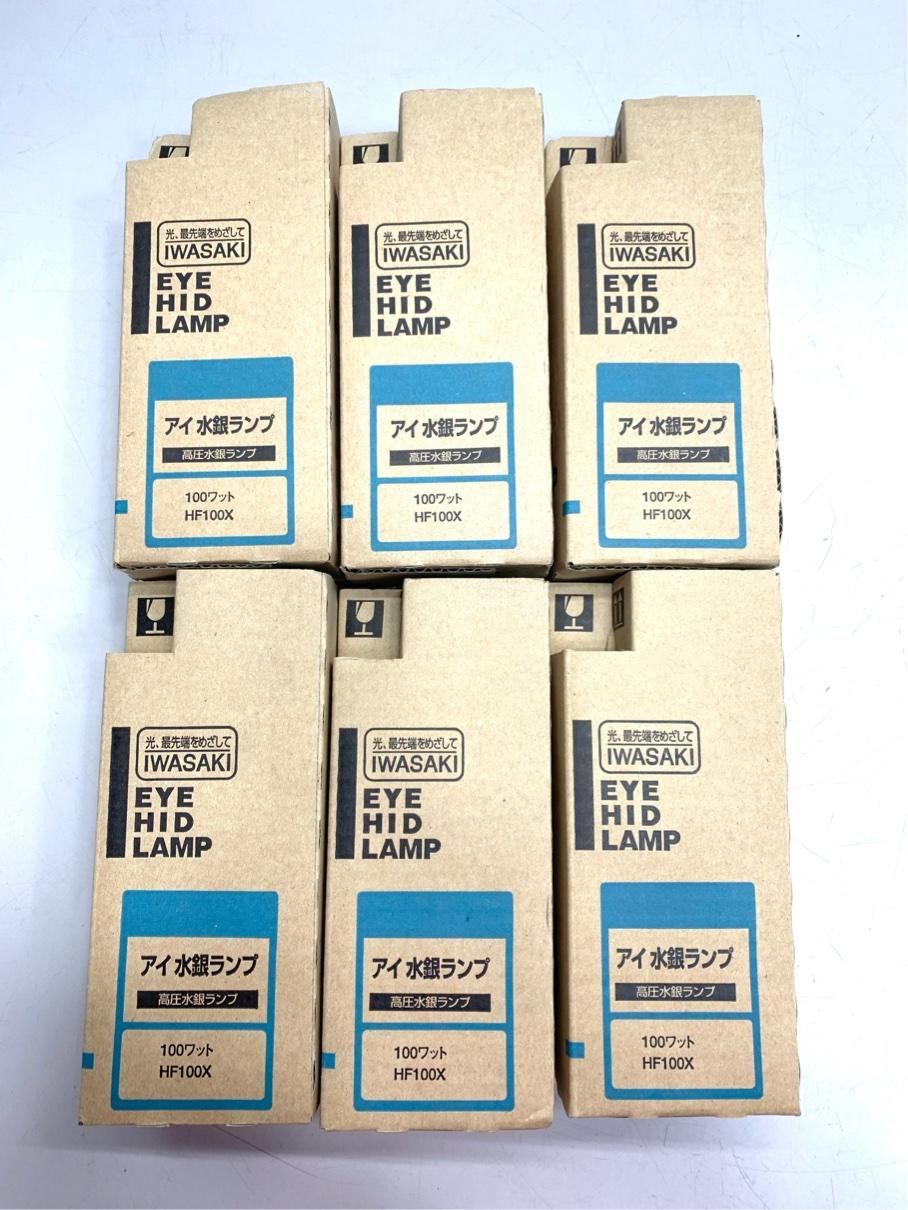 光、最先端をめざして
IWASAKI
EYE
HID
LAMP
アイ 水銀ランプ
高圧水銀ランプ
100ワット
HF100X
光、最先端をめざして
IWASAKI
EYE
HID
LAMP
アイ 水銀ランプ
高圧水銀ランプ
100ワット
HF100X
光、最先端をめざして
IWASAKI
EYE
HID
LAMP
アイ 水銀ランプ
高圧水銀ランプ
100ワット
HF100X
光、最先端をめざして
IWASAKI
EYE
HID
LAMP
アイ 水銀ランプ
高圧水銀ランプ
100ワット
HF100X
光、最先端をめざして
IWASAKI
EYE
HID
LAMP
アイ 水銀ランプ
高圧水銀ランプ
100ワット
HF100X
光、最先端をめざして
IWASAKI
EYE
HID
LAMP
アイ 水銀ランプ
高圧水銀ランプ
100ワット
HF100X